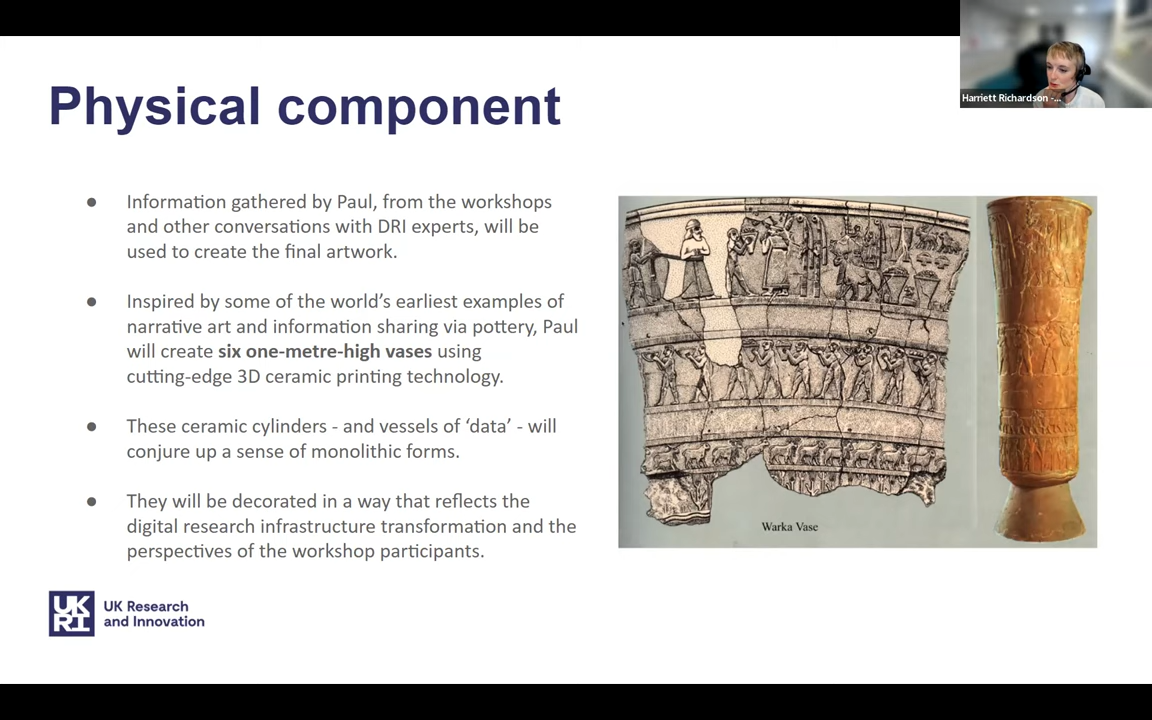 Harriett Richardson -...
Physical component
● Information gathered by Paul, from the workshops
and other conversations with DRI experts, will be
used to create the final artwork.
● Inspired by some of the world’s earliest examples of
narrative art and information sharing via pottery, Paul
will create six one-metre-high vases using
cutting-edge 3D ceramic printing technology.
● These ceramic cylinders - and vessels of ‘data’ - will
conjure up a sense of monolithic forms.
● They will be decorated in a way that reflects the
digital research infrastructure transformation and the
perspectives of the workshop participants.
Warka Vase
UK
RI
UK Research
and Innovation